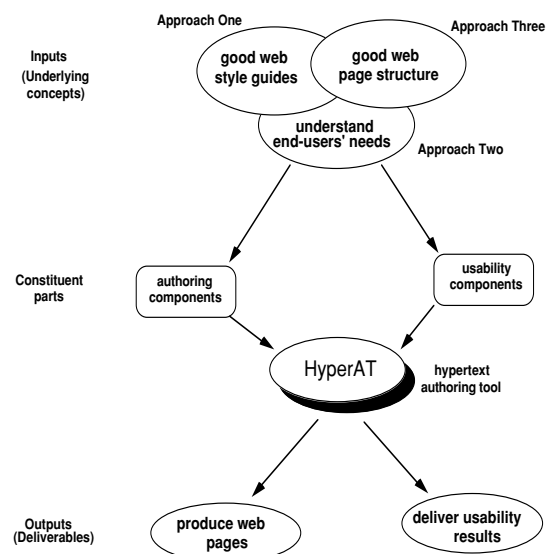 Approach One
Approach Three
Inputs
(Underlying
concepts)
good web
style guides
good web
page structure
understand
end-users' needs
Approach Two
Constituent
parts
authoring
components
usability
components
HyperAT
hypertext
authoring tool
Outputs
(Deliverables)
produce web
pages
deliver usability
results